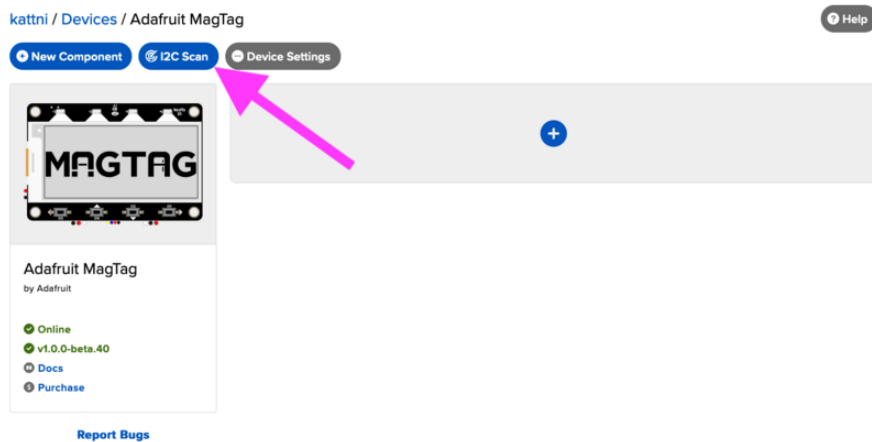 kattni / Devices / Adafruit MagTag
Help
New Component
I2C Scan
Device Settings
MAGTAG
Adafruit MagTag
by Adafruit
Online
v1.0.0-beta.40
Docs
Purchase
Report Bugs